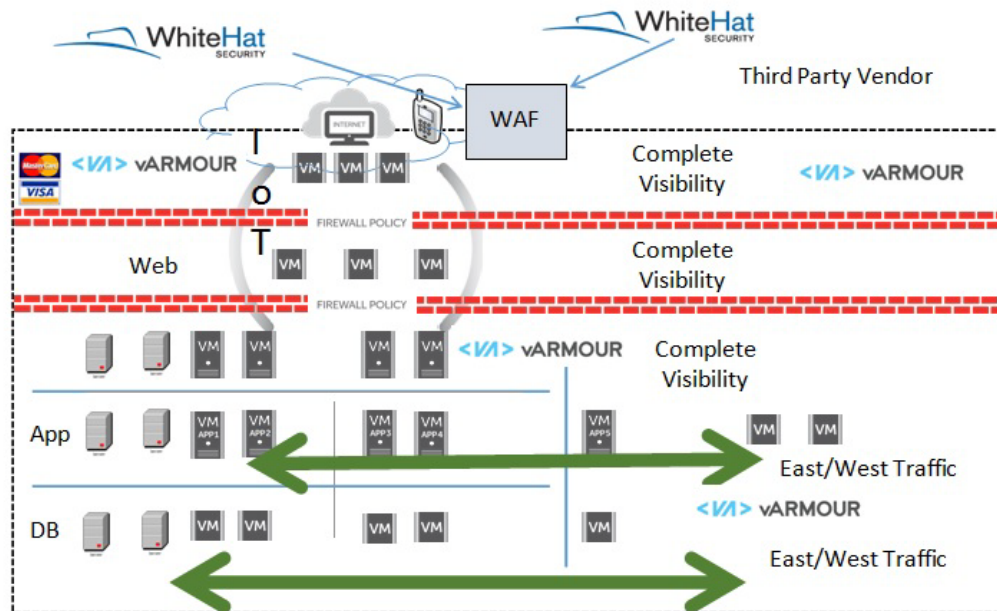 WhiteHat
SECURITY
WhiteHat
SECURITY
Third Party Vendor
INTERNET
WAF
I
MasterCard
VISA
<VA> vARMOUR
VM VM VM
Complete
Visibility
<VA> vARMOUR
o
FIREWALL POLICY
T
Web
VM VM VM
Complete
Visibility
FIREWALL POLICY
VM VM VM VM
<VA> vARMOUR
Complete
Visibility
App
VM APP1
VM APP2
VM APP3
VM APP4
VM APP5
VM VM
East/West Traffic
<VA> vARMOUR
DB
VM VM VM VM VM
East/West Traffic